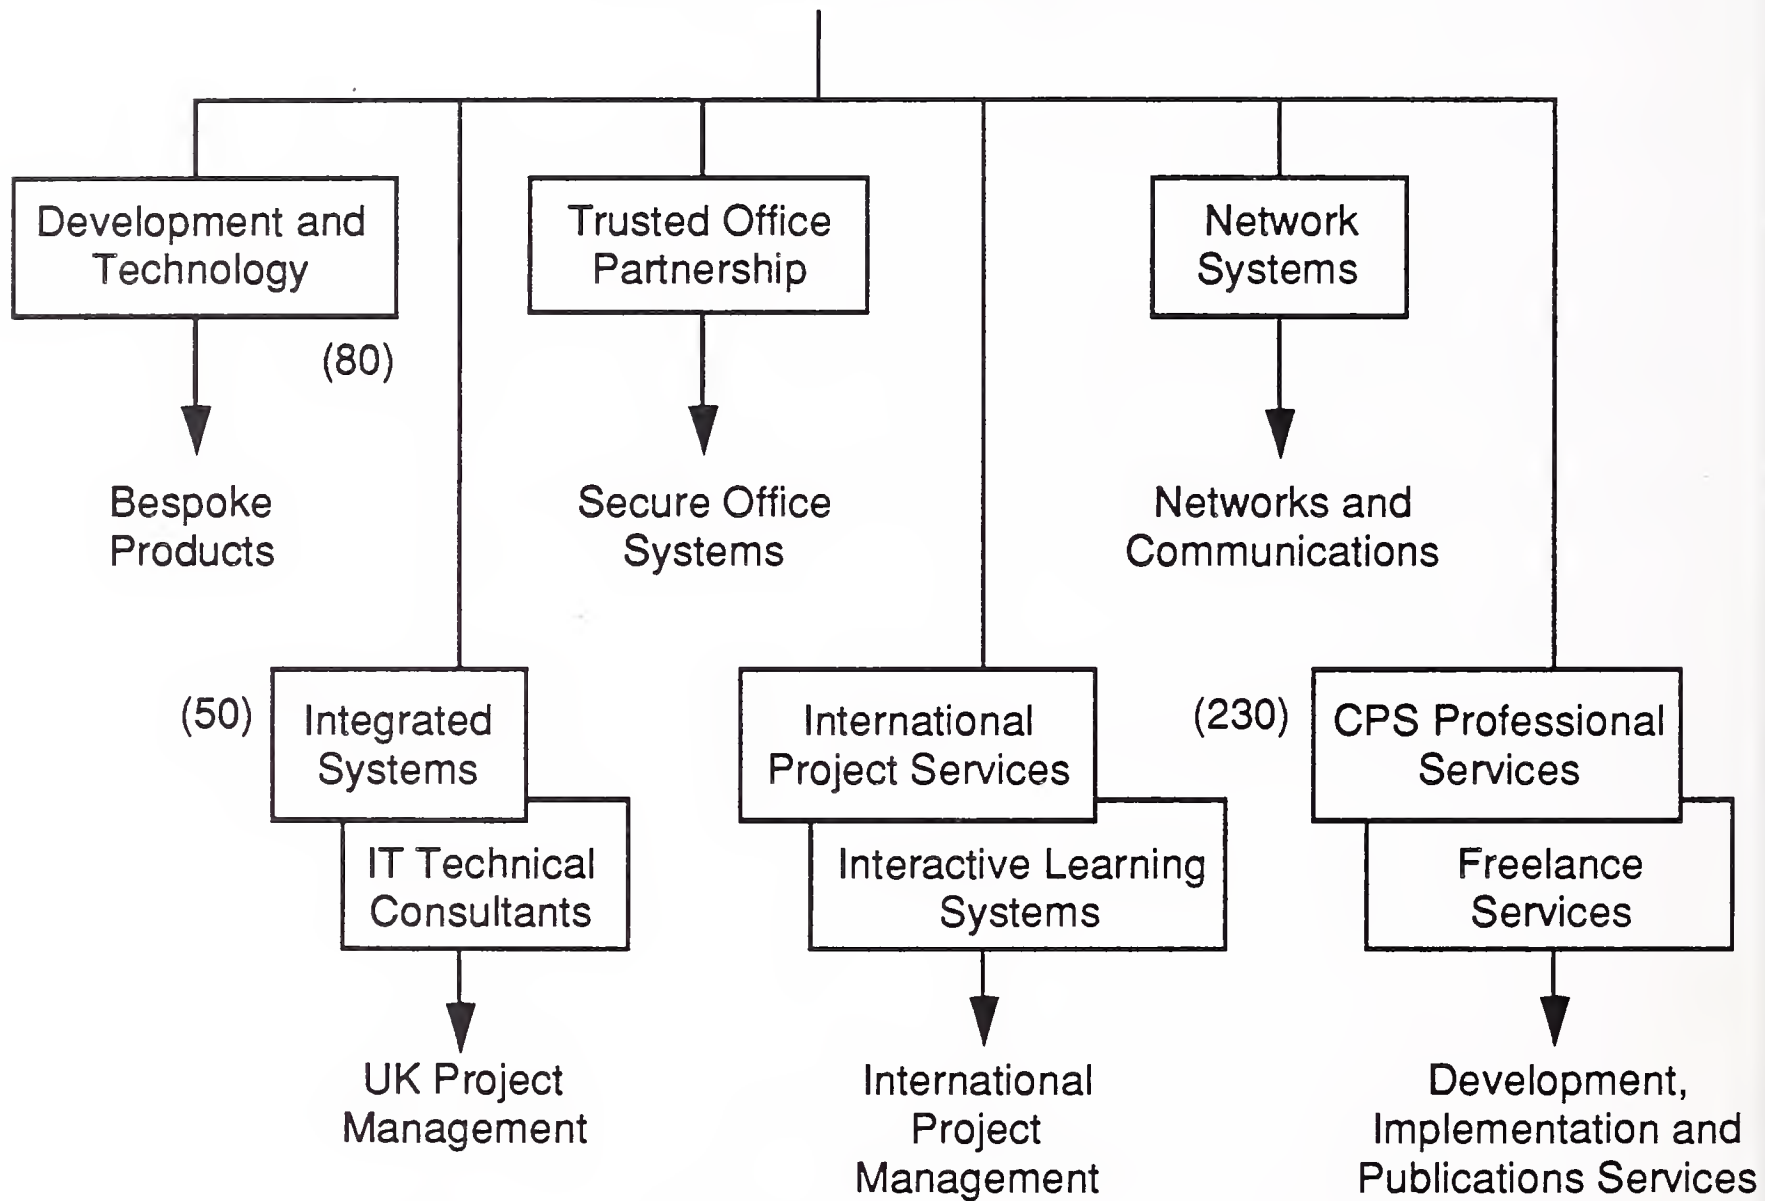 Development and
Technology
(80)
Bespoke
Products
Trusted Office
Partnership
Secure Office
Systems
Network
Systems
Networks and
Communications
(50)
Integrated
Systems
IT Technical
Consultants
UK Project
Management
International
Project Services
Interactive Learning
Systems
International
Project
Management
(230)
CPS Professional
Services
Freelance
Services
Development,
Implementation and
Publications Services